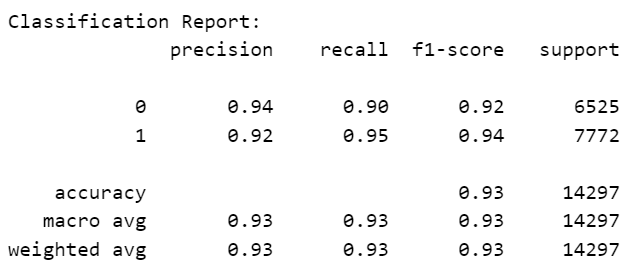 Classification Report:
precision recall f1-score support
0 0.94 0.90 0.92 6525
1 0.92 0.95 0.94 7772
accuracy 0.93 14297
macro avg 0.93 0.93 0.93 14297
weighted avg 0.93 0.93 0.93 14297